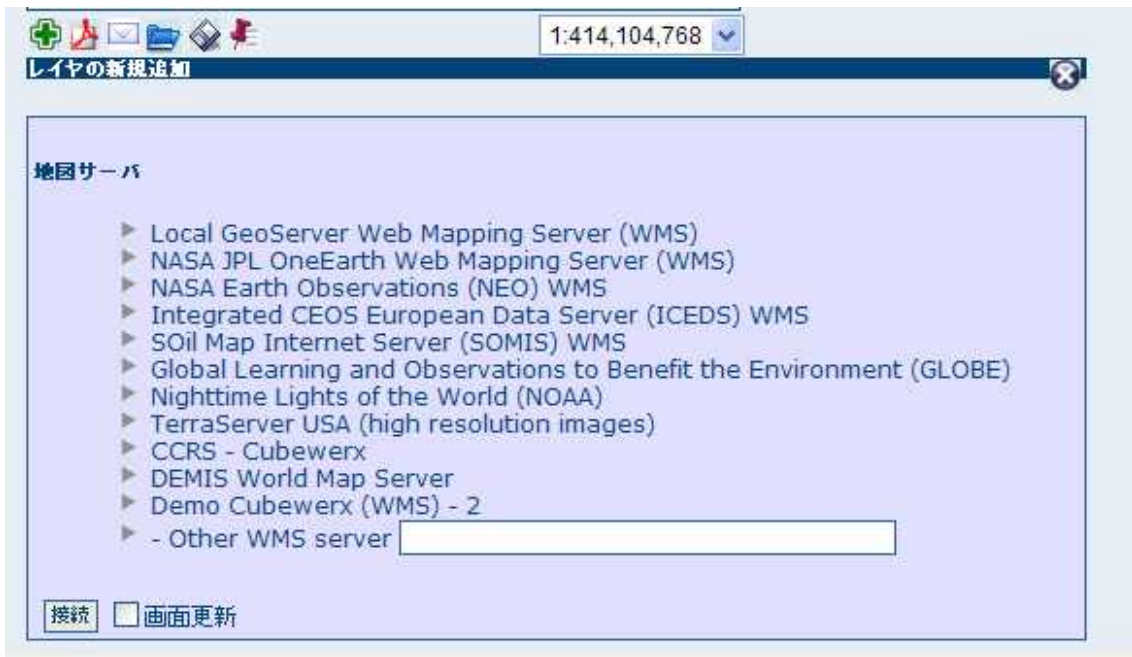 1:414,104,768
レイヤの新規追加
地図サーバ
Local GeoServer Web Mapping Server (WMS)
NASA JPL OneEarth Web Mapping Server (WMS)
NASA Earth Observations (NEO) WMS
Integrated CEOS European Data Server (ICEDS) WMS
SOil Map Internet Server (SOMIS) WMS
Global Learning and Observations to Benefit the Environment (GLOBE)
Nighttime Lights of the World (NOAA)
TerraServer USA (high resolution images)
CCRS - Cubewerx
DEMIS World Map Server
Demo Cubewerx (WMS) - 2
- Other WMS server
接続 画面更新